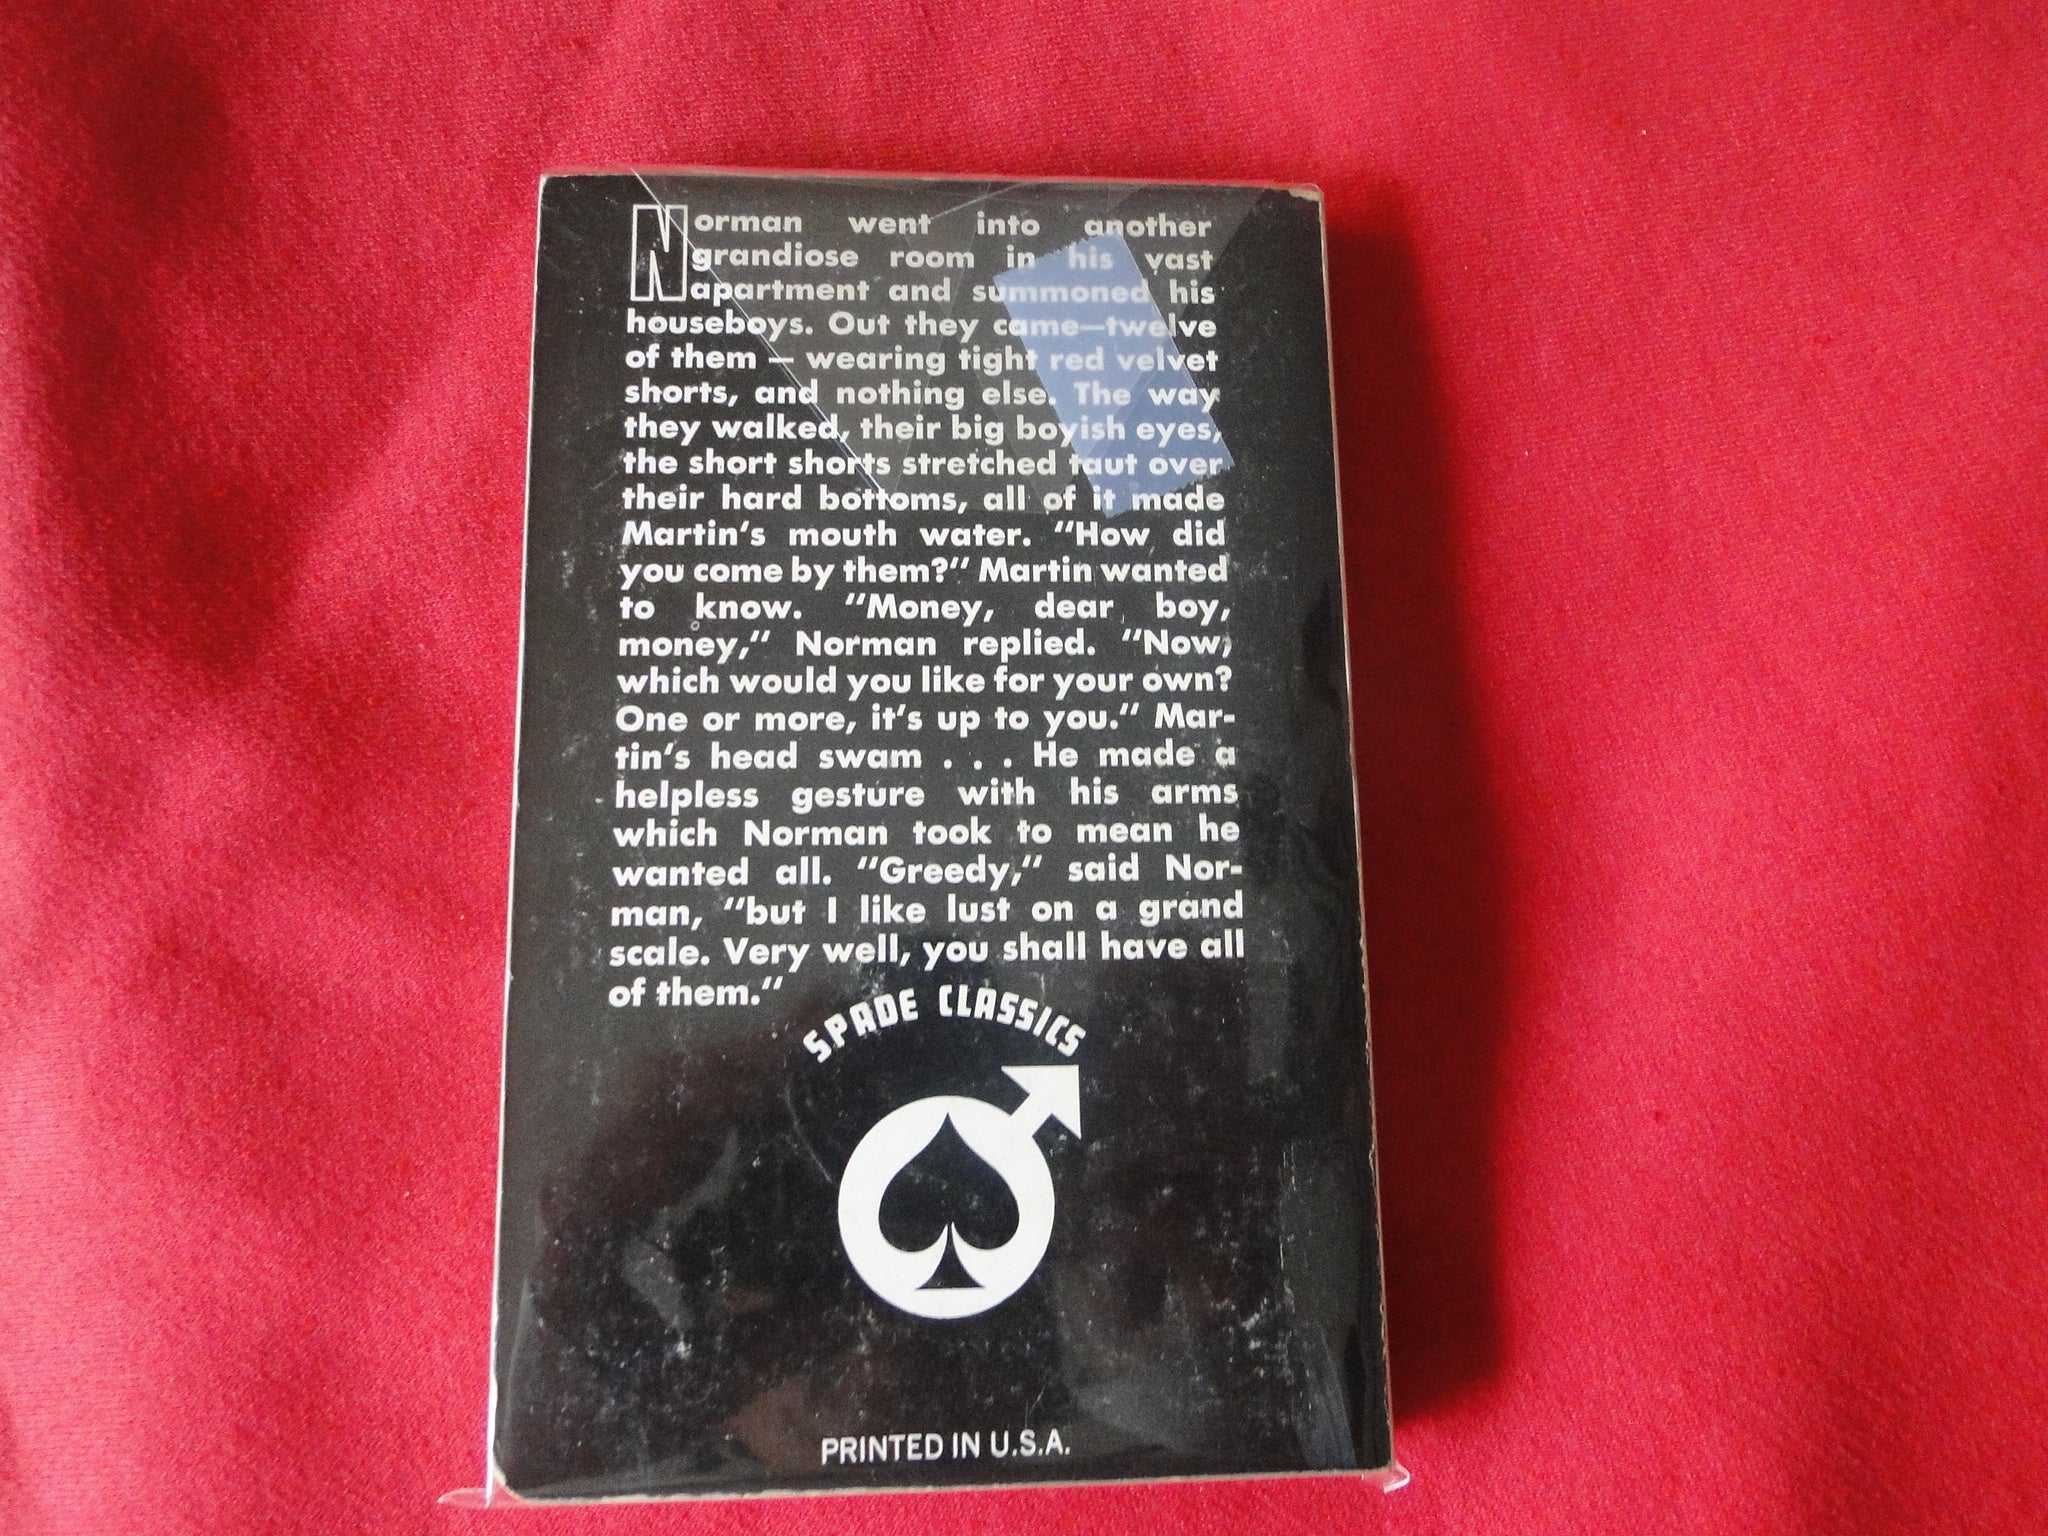 Norman went into another
grandiose room in his vast
apartment and summoned his
houseboys. Out they came—twelve
of them — wearing tight red velvet
shorts, and nothing else. The way
they walked, their big boyish eyes,
the short shorts stretched taut over
their hard bottoms, all of it made
Martin's mouth water. "How did
you come by them?" Martin wanted
to know. "Money, dear boy,
money," Norman replied. "Now,
which would you like for your own?
One or more, it's up to you." Mar-
tin's head swam . . . He made a
helpless gesture with his arms
which Norman took to mean he
wanted all. "Greedy," said Nor-
man, "but I like lust on a grand
scale. Very well, you shall have all
of them."
SPADE CLASSICS
PRINTED IN U.S.A.